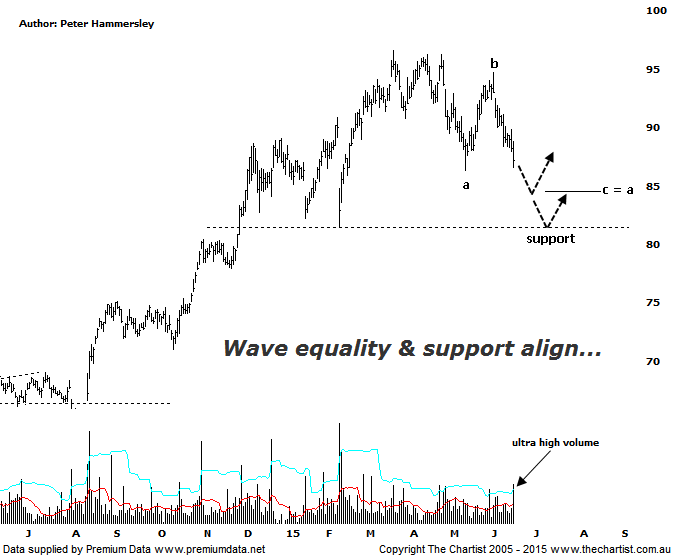 Author: Peter Hammersley
100
95
b
90
a
85
c = a
support
80
75
Wave equality & support align...
70
ultra high volume
J A S O N D 15 F M A M J J A S
Data supplied by Premium Data www.premiumdata.net
Copyright The Chartist 2005 - 2015 www.thechartist.com.au